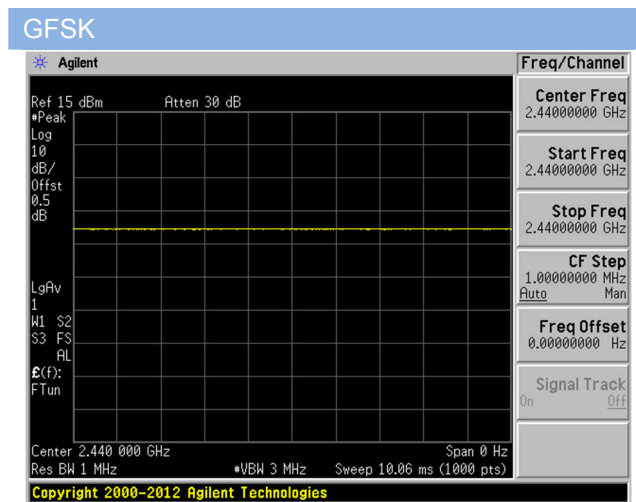 GFSK
Agilent
Freq/Channel
Ref 15 dBm Atten 30 dB
#Peak
Log
10
dB/
Offst
0.5
dB
LgAv
1
W1 S2
S3 FS
AL
£(f):
FTun
Center 2.440 000 GHz Span 0 Hz
Res BW 1 MHz #VBW 3 MHz Sweep 10.06 ms (1000 pts)
Copyright 2000-2012 Agilent Technologies
Center Freq
2.44000000 GHz
Start Freq
2.44000000 GHz
Stop Freq
2.44000000 GHz
CF Step
1.00000000 MHz
Auto Man
Freq Offset
0.00000000 Hz
Signal Track
On Off